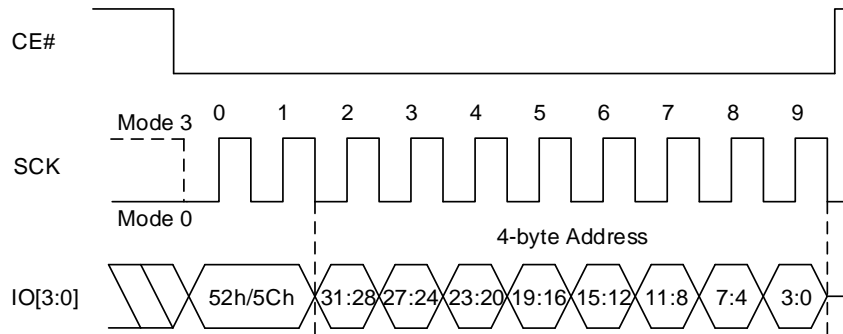 CE#
0 1 2 3 4 5 6 7 8 9
Mode 3
SCK
Mode 0
4-byte Address
IO[3:0]
52h/5Ch 31:28 27:24 23:20 19:16 15:12 11:8 7:4 3:0